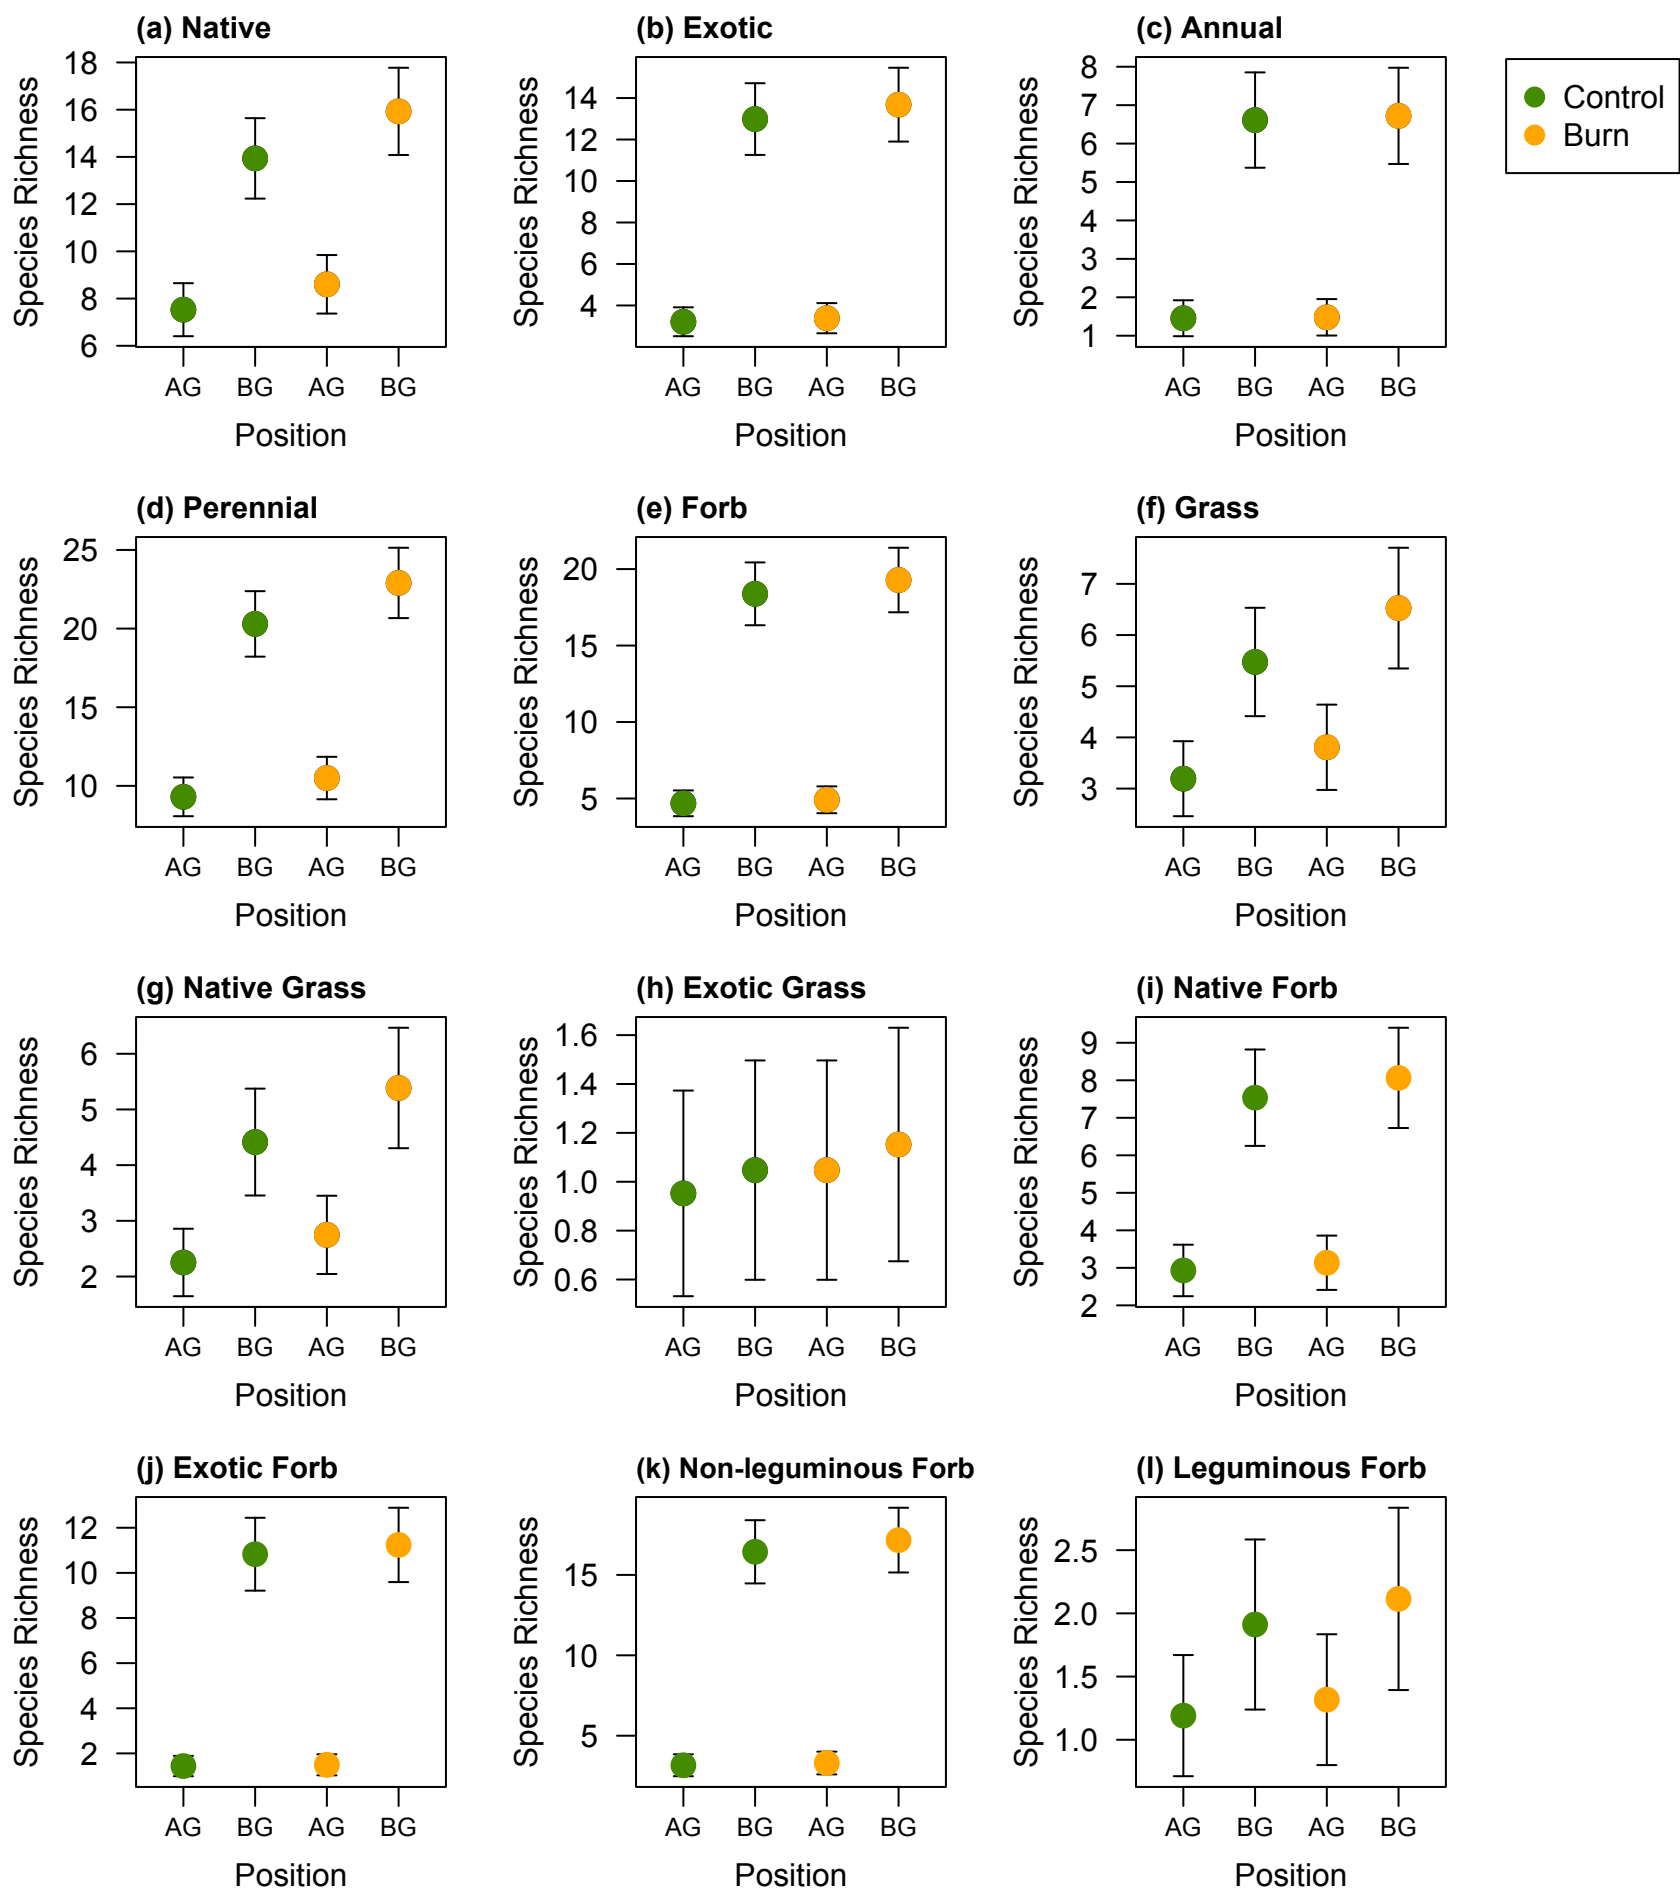 (a) Native
Species Richness
18
16
14
12
10
8
6
AG BG AG BG
Position
(b) Exotic
Species Richness
14
12
10
8
6
4
AG BG AG BG
Position
(c) Annual
Species Richness
8
7
6
5
4
3
2
1
AG BG AG BG
Position
Control
Burn
(d) Perennial
Species Richness
25
20
15
10
AG BG AG BG
Position
(e) Forb
Species Richness
20
15
10
5
AG BG AG BG
Position
(f) Grass
Species Richness
7
6
5
4
3
AG BG AG BG
Position
(g) Native Grass
Species Richness
6
5
4
3
2
AG BG AG BG
Position
(h) Exotic Grass
Species Richness
1.6
1.4
1.2
1.0
0.8
0.6
AG BG AG BG
Position
(i) Native Forb
Species Richness
9
8
7
6
5
4
3
2
AG BG AG BG
Position
(j) Exotic Forb
Species Richness
12
10
8
6
4
2
AG BG AG BG
Position
(k) Non-leguminous Forb
Species Richness
15
10
5
AG BG AG BG
Position
(l) Leguminous Forb
Species Richness
2.5
2.0
1.5
1.0
AG BG AG BG
Position